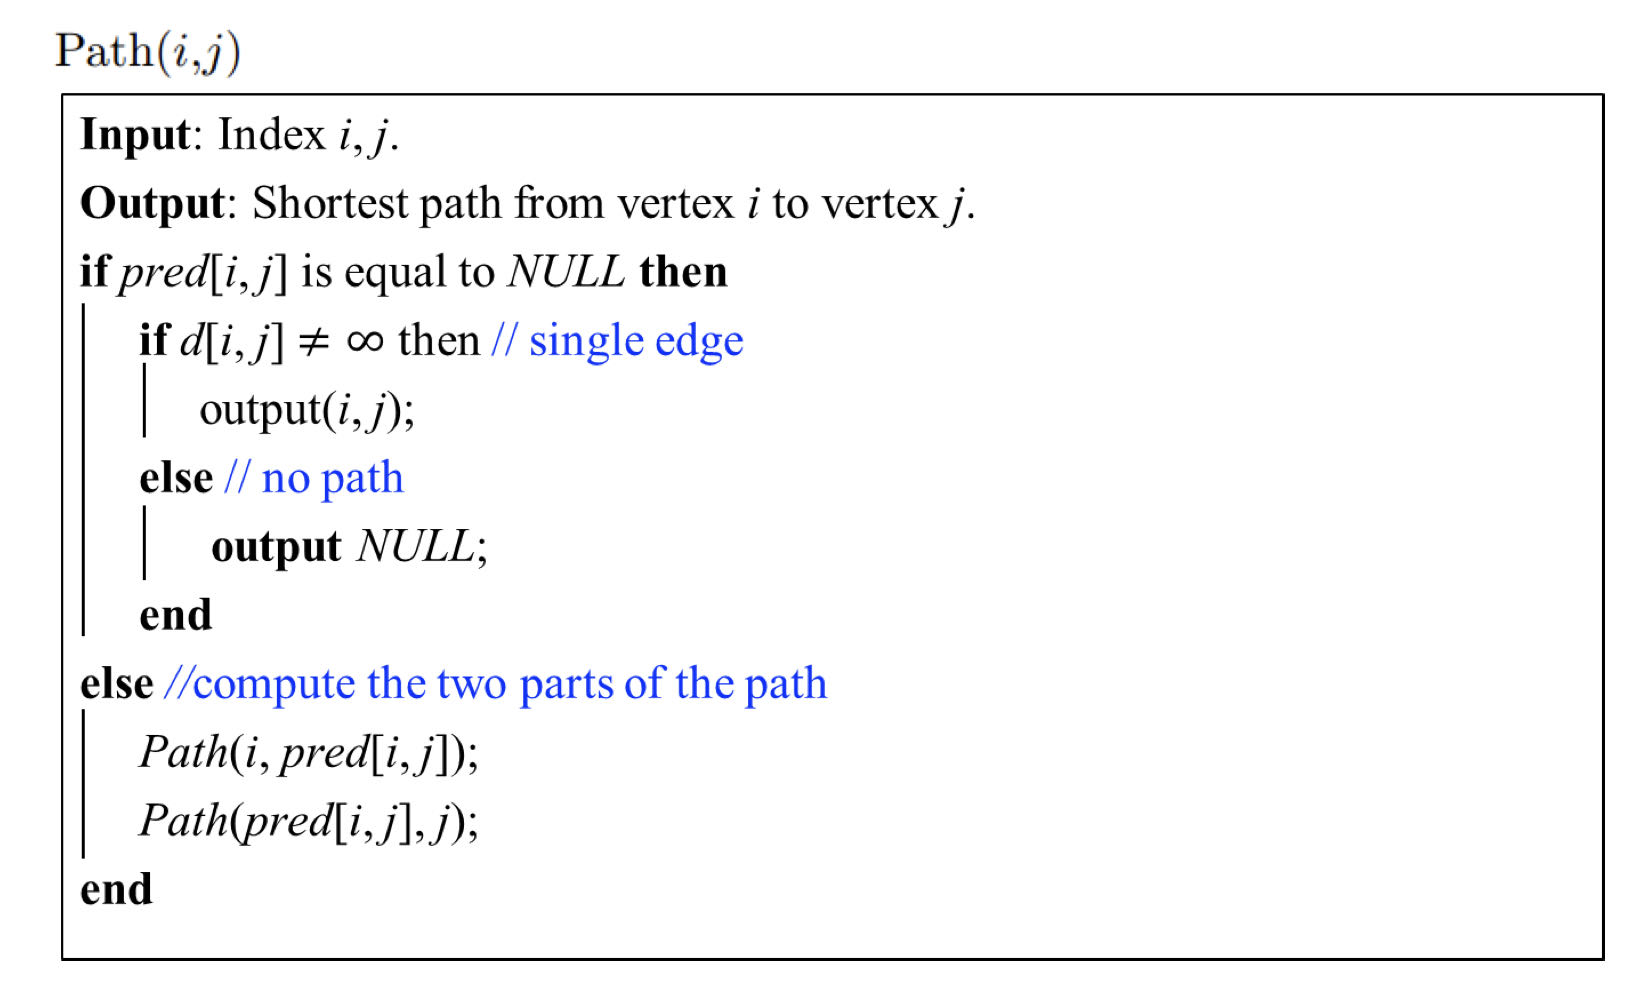 Path(i,j)
Input: Index i, j.
Output: Shortest path from vertex i to vertex j.
if pred[i, j] is equal to NULL then
if d[i, j] ≠ ∞ then // single edge
output(i, j);
else // no path
output NULL;
end
else //compute the two parts of the path
Path(i, pred[i, j]);
Path(pred[i, j], j);
end